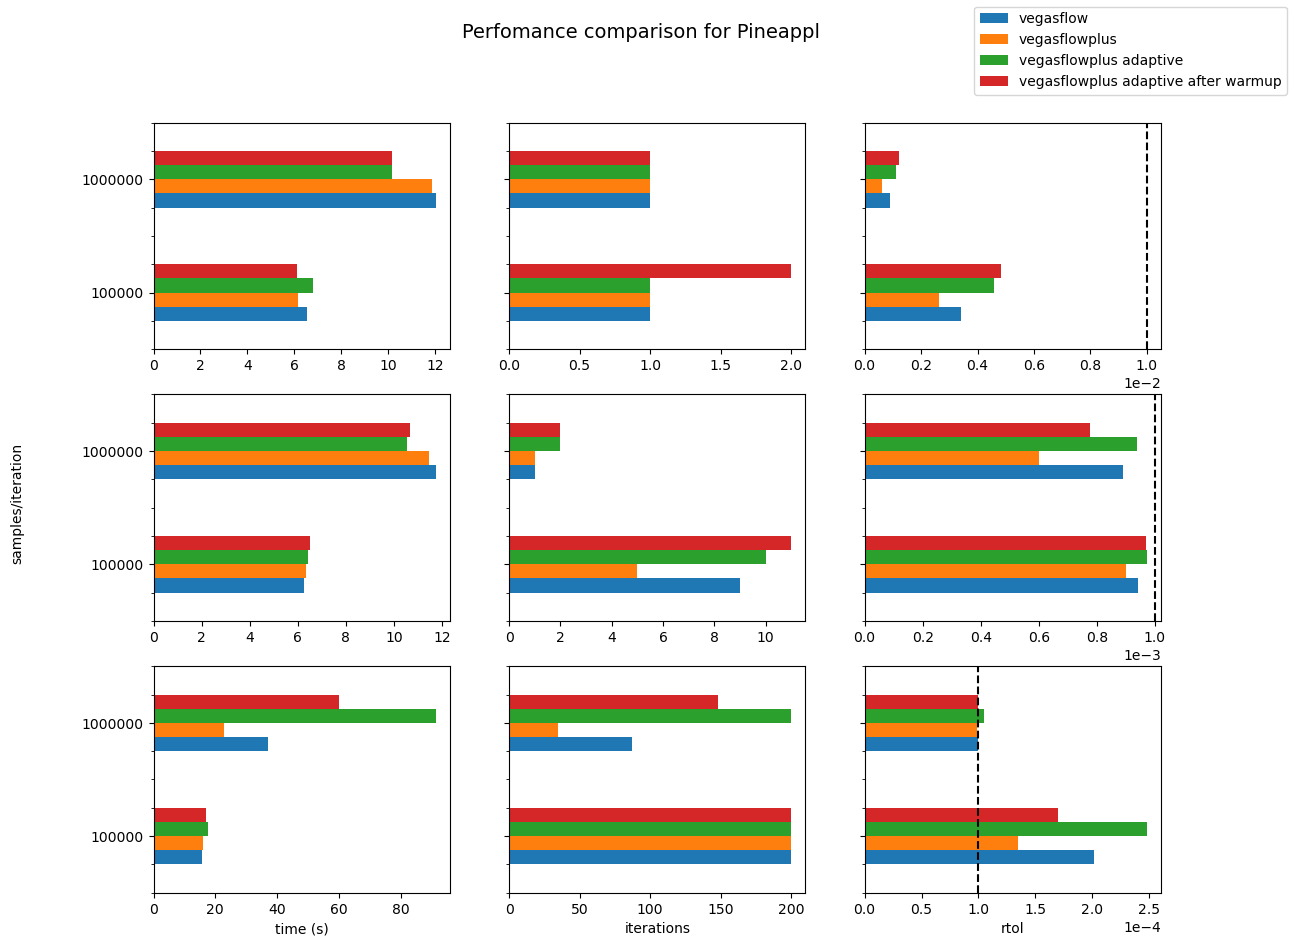 Perfomance comparison for Pineappl
vegasflow
vegasflowplus
vegasflowplus adaptive
vegasflowplus adaptive after warmup
1000000
100000
0 2 4 6 8 10 12
0.0 0.5 1.0 1.5 2.0
0.0 0.2 0.4 0.6 0.8 1.0
1e−2
samples/iteration
1000000
100000
0 2 4 6 8 10 12
0 2 4 6 8 10
0.0 0.2 0.4 0.6 0.8 1.0
1e−3
1000000
100000
0 20 40 60 80
0 50 100 150 200
0.0 0.5 1.0 1.5 2.0 2.5
1e−4
time (s)
iterations
rtol